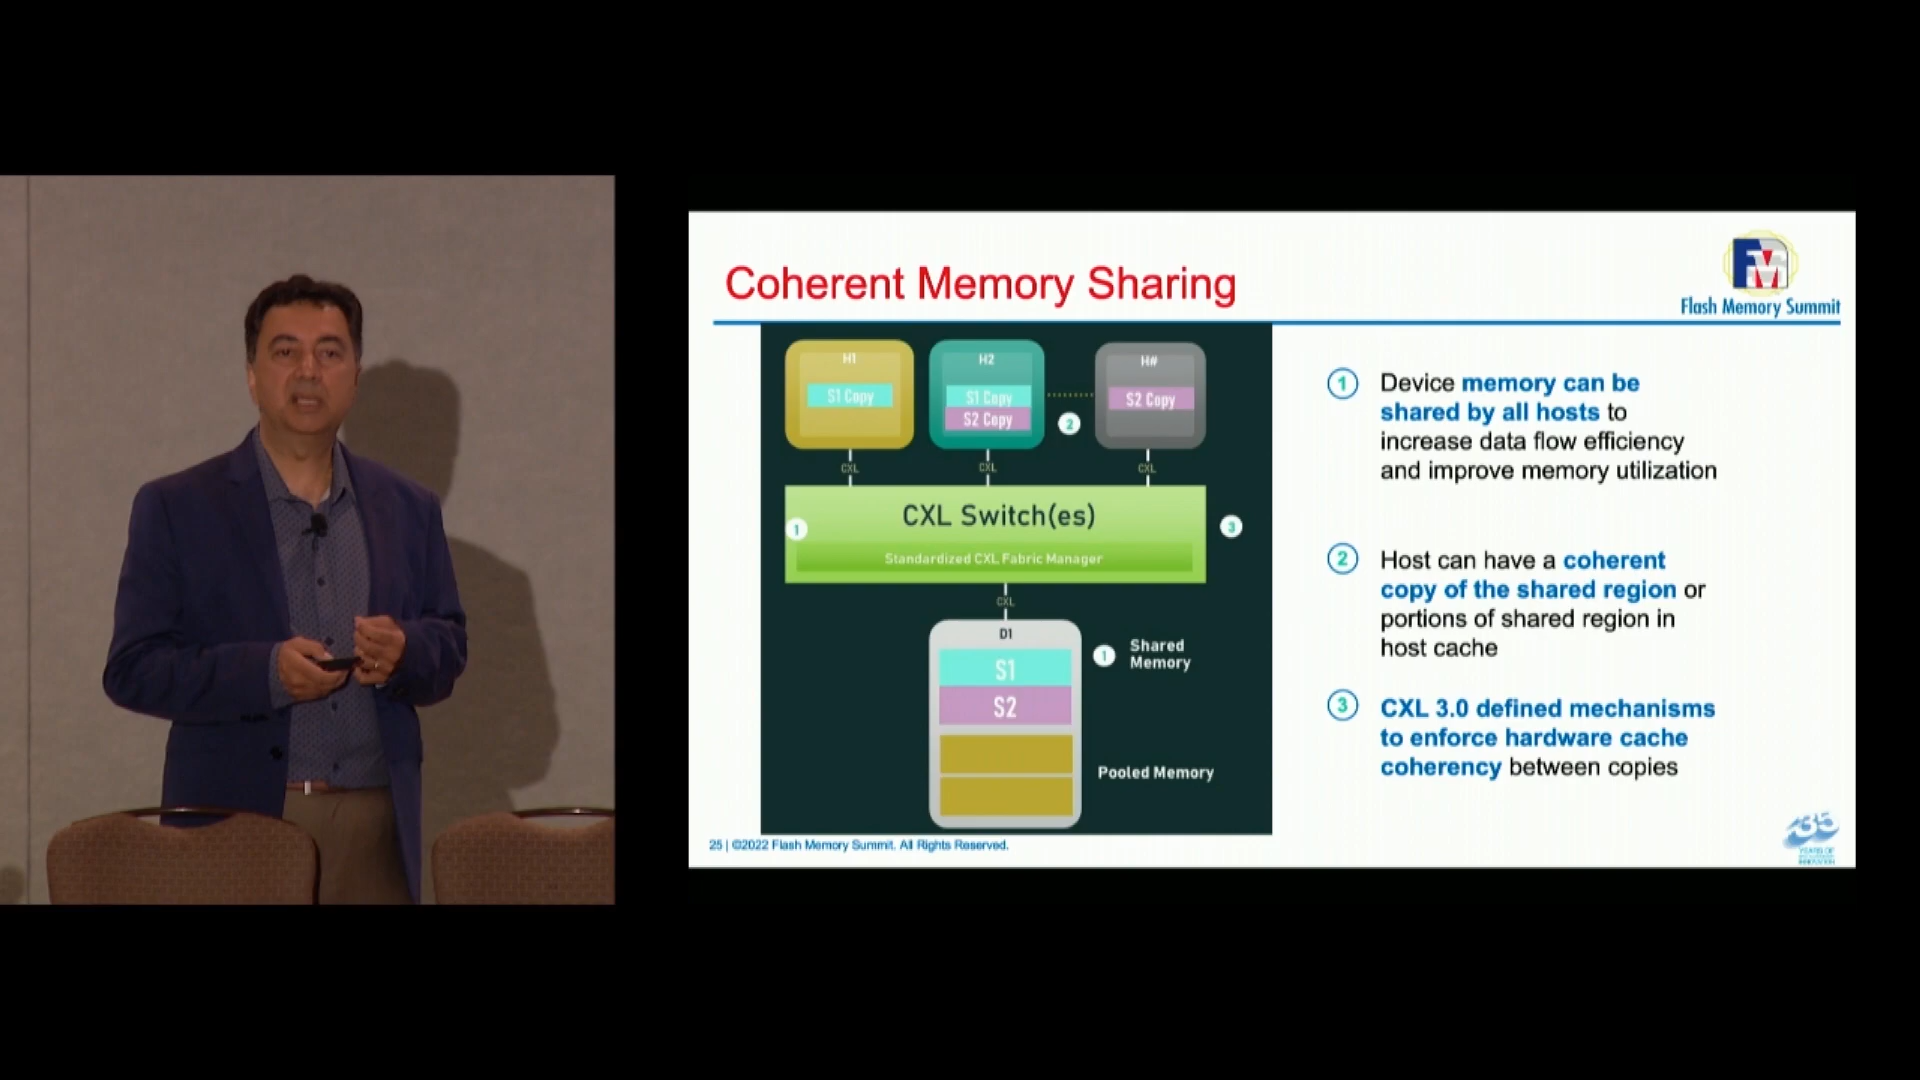 Coherent Memory Sharing
Flash Memory Summit
H1
S1 Copy
H2
S1 Copy
S2 Copy
H#
S2 Copy
2
CXL
CXL
CXL
CXL Switch(es)
1
3
Standardized CXL Fabric Manager
CXL
D1
S1
S2
1
Shared
Memory
Pooled Memory
1
Device memory can be
shared by all hosts to
increase data flow efficiency
and improve memory utilization
2
Host can have a coherent
copy of the shared region or
portions of shared region in
host cache
3
CXL 3.0 defined mechanisms
to enforce hardware cache
coherency between copies
25 | ©2022 Flash Memory Summit. All Rights Reserved.
35
YEARS OF